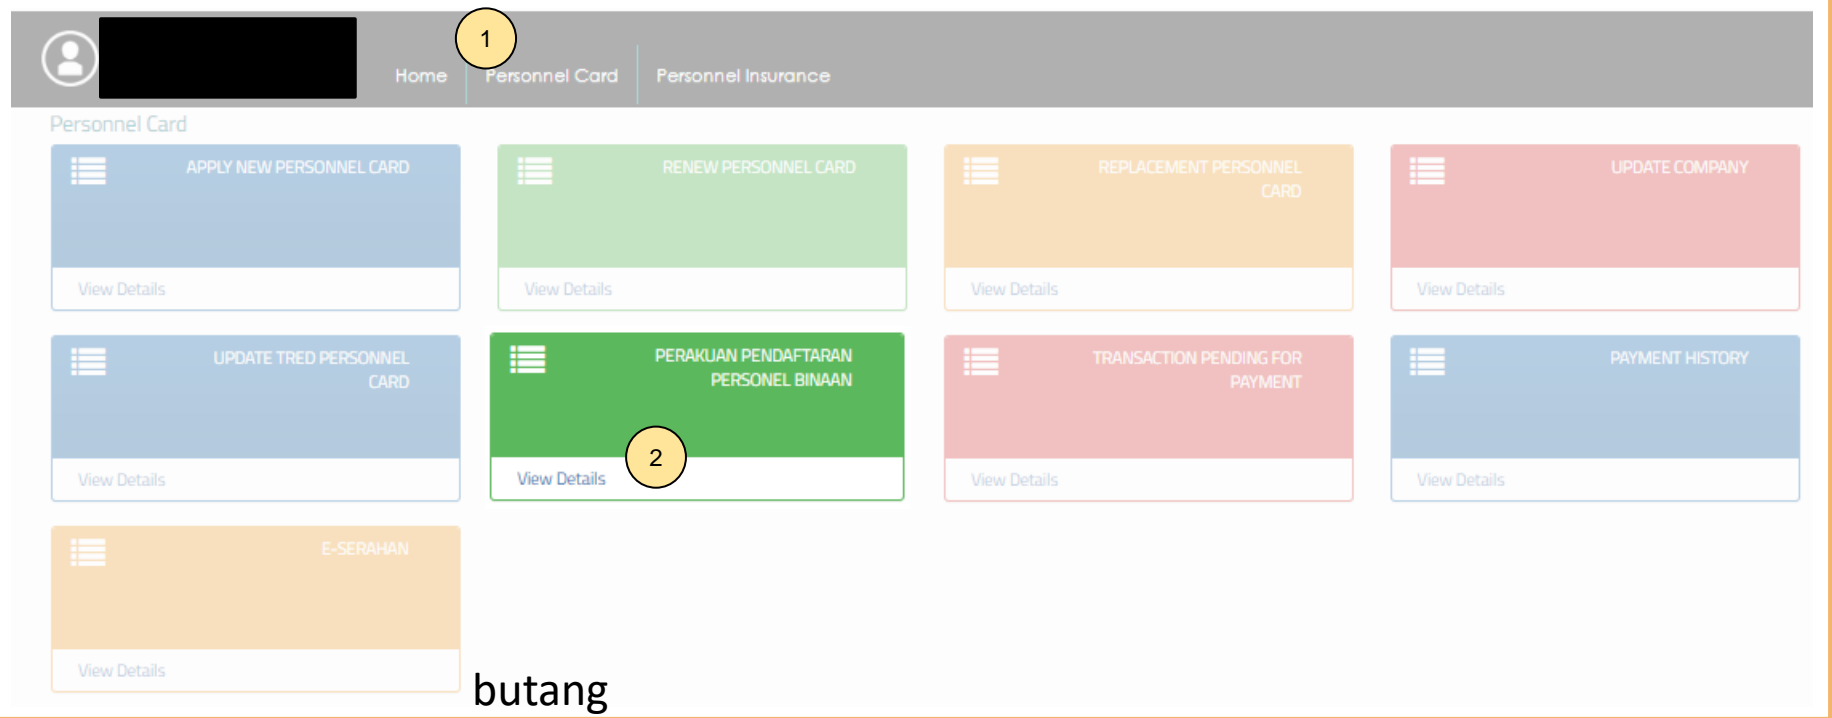 1
Home Personnel Card Personnel Insurance
Personnel Card
APPLY NEW PERSONNEL CARD
View Details
RENEW PERSONNEL CARD
View Details
REPLACEMENT PERSONNEL
CARD
View Details
UPDATE COMPANY
View Details
UPDATE TRED PERSONNEL
CARD
View Details
PERAKUAN PENDAFTARAN
PERSONEL BINAAN
2
View Details
TRANSACTION PENDING FOR
PAYMENT
View Details
PAYMENT HISTORY
View Details
E-SERAHAN
View Details
butang